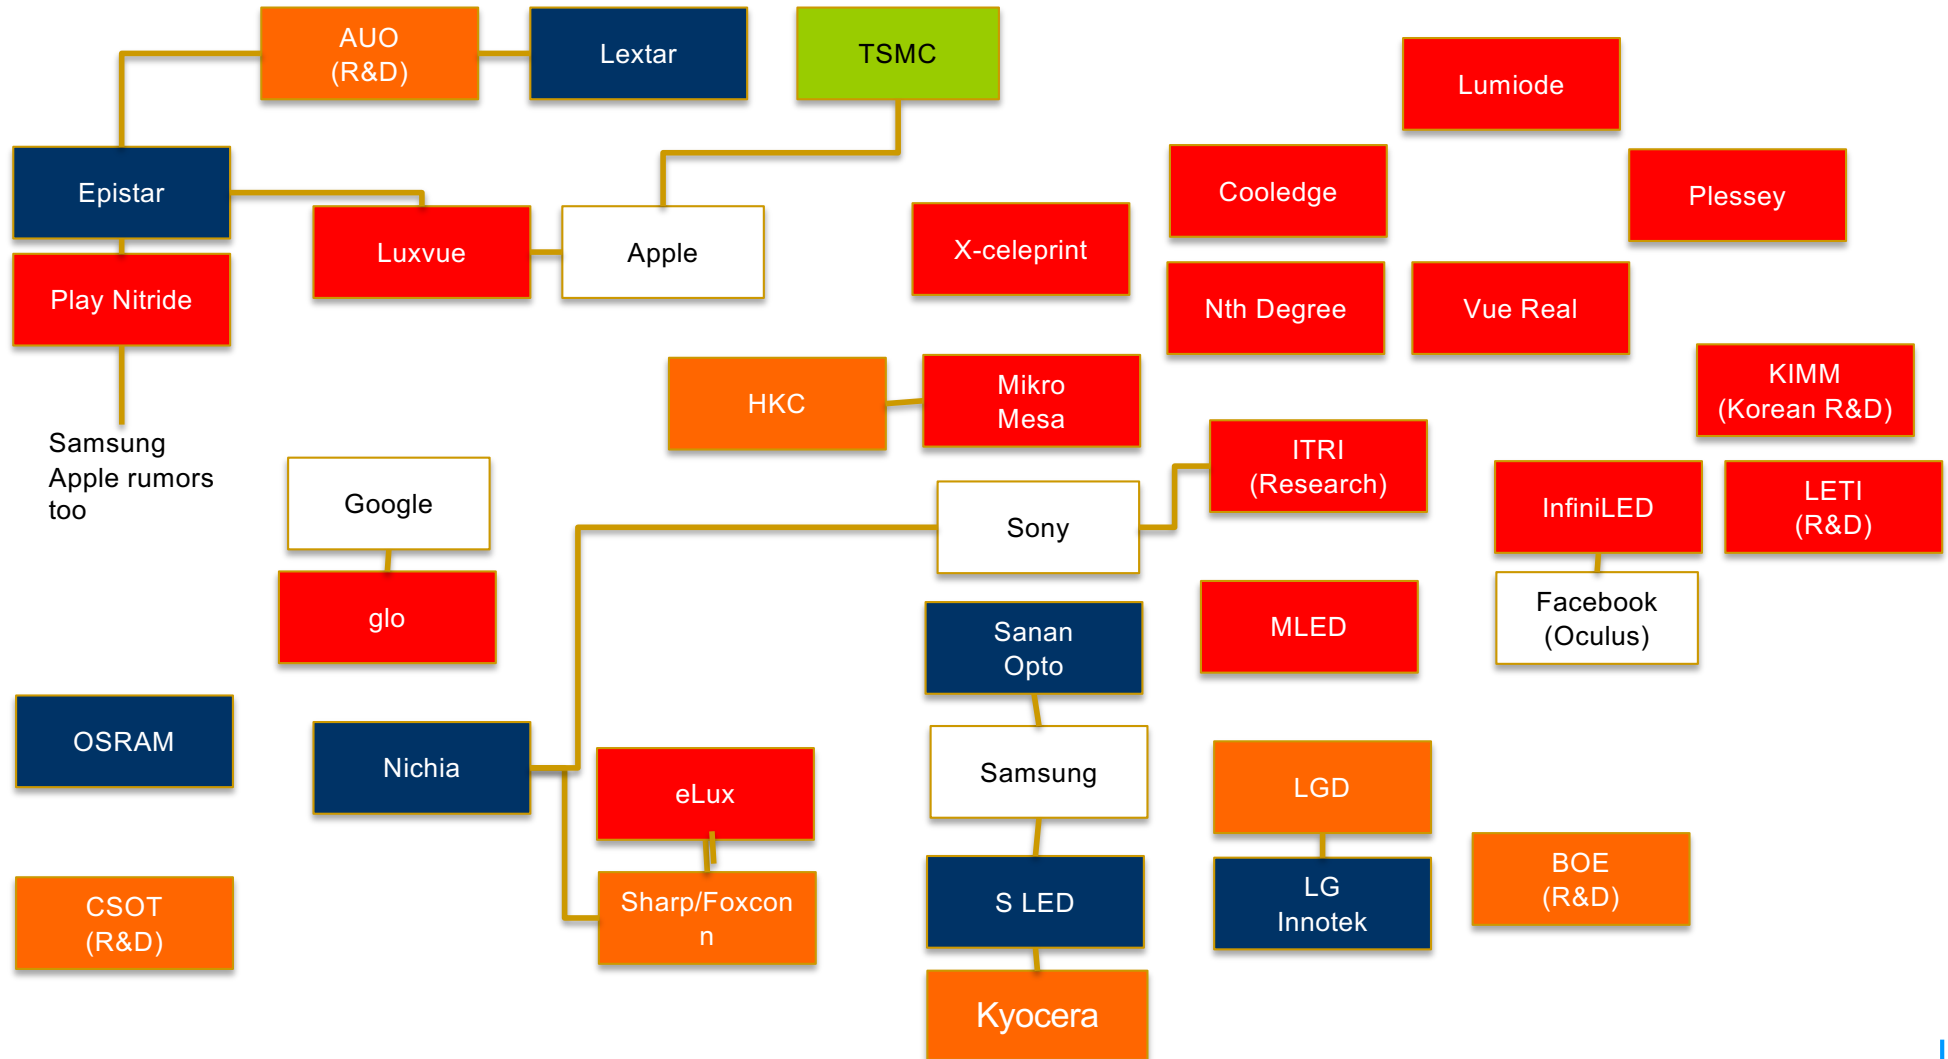 AUO
(R&D)
Lextar
TSMC
Lumiode
Epistar
Cooledge
Plessey
Luxvue
Apple
X-celeprint
Play Nitride
Nth Degree
Vue Real
HKC
Mikro
Mesa
KIMM
(Korean R&D)
Samsung
Apple rumors
too
Google
Sony
ITRI
(Research)
InfiniLED
LETI
(R&D)
glo
Sanan
Opto
MLED
Facebook
(Oculus)
OSRAM
Nichia
eLux
Samsung
LGD
CSOT
(R&D)
Sharp/Foxcon
n
S LED
LG
Innotek
BOE
(R&D)
Kyocera